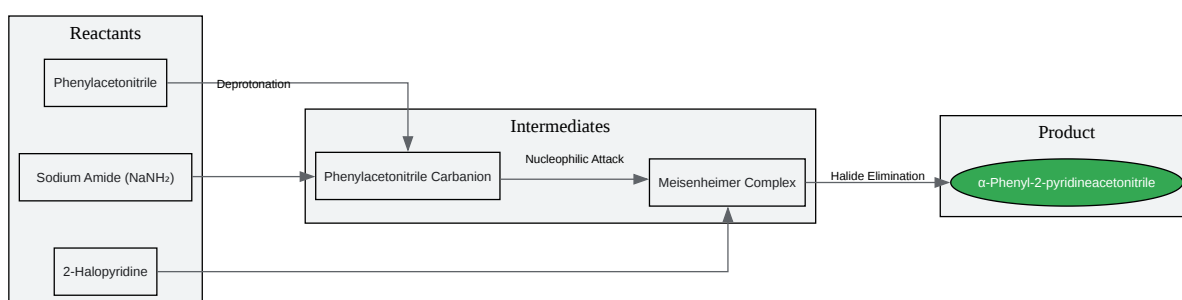 Reactants
Phenylacetonitrile
Deprotonation
Sodium Amide (NaNH₂)
2-Halopyridine
Intermediates
Phenylacetonitrile Carbanion
Nucleophilic Attack
Meisenheimer Complex
Halide Elimination
Product
α-Phenyl-2-pyridineacetonitrile